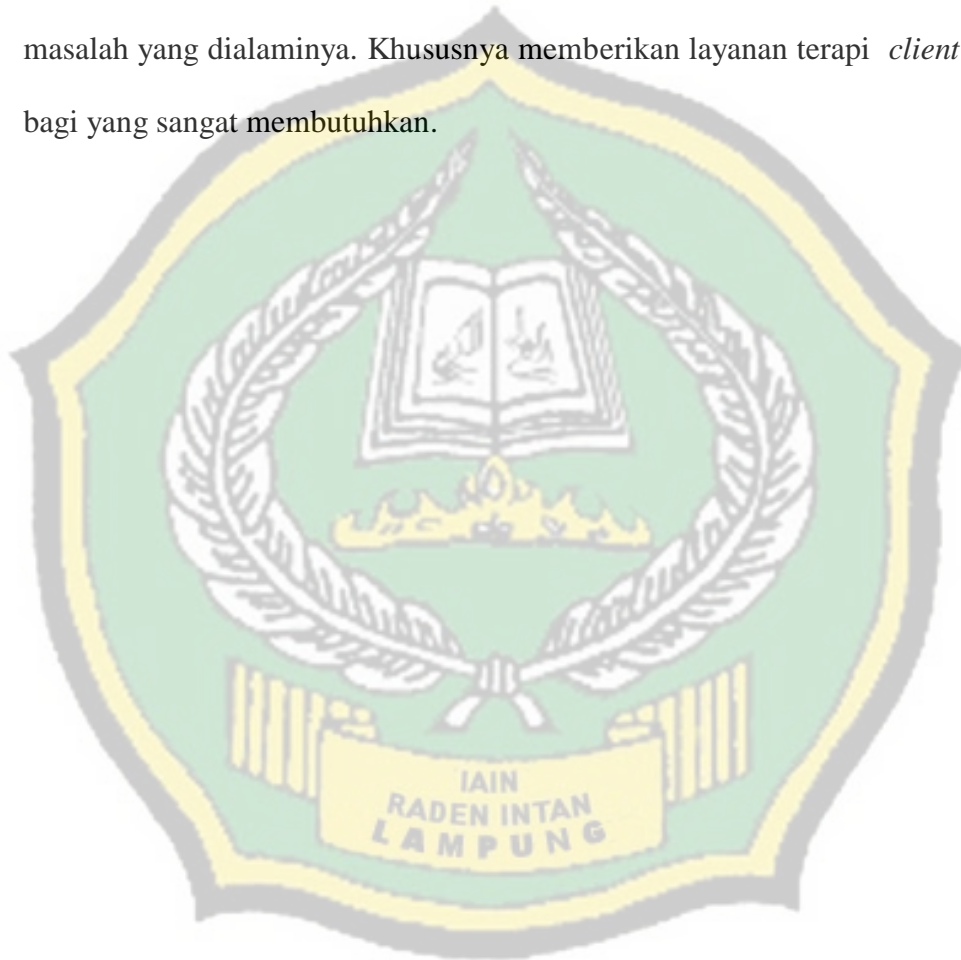 masalah yang dialaminya. Khususnya memberikan layanan terapi client
bagi yang sangat membutuhkan.
IAIN
RADEN INTAN
LAMPUNG